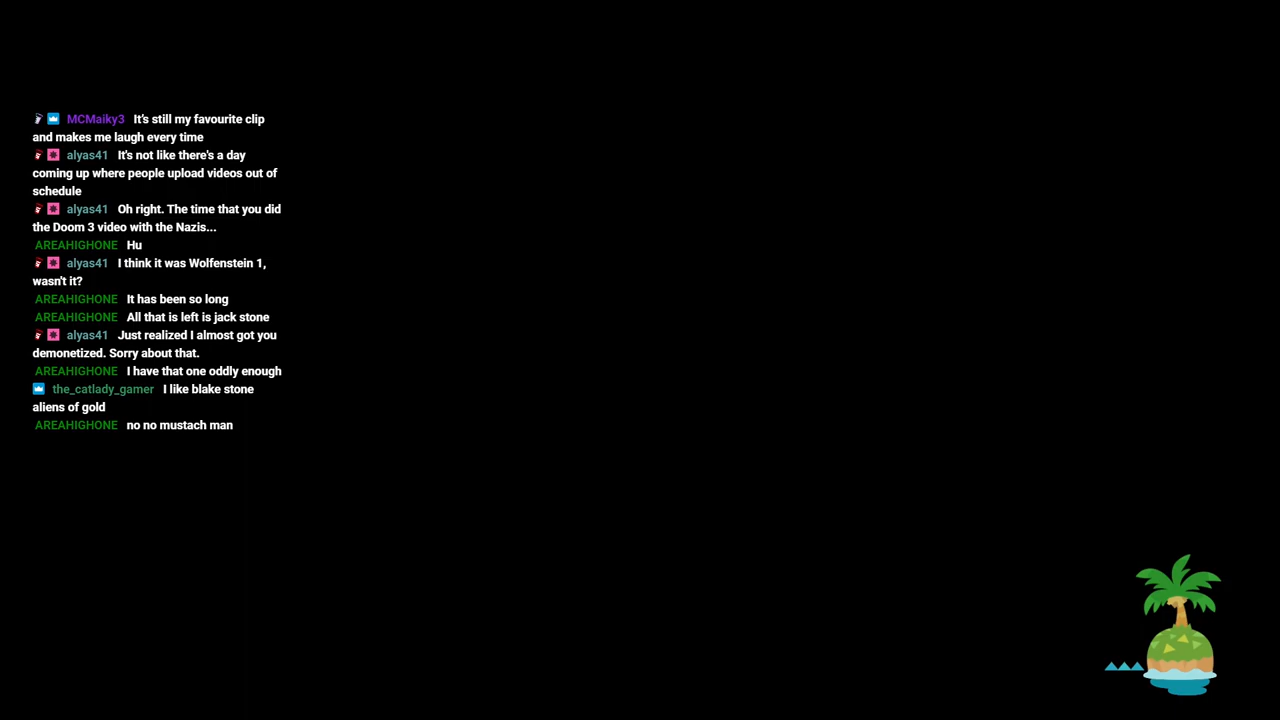 MCMaiky3 It's still my favourite clip
and makes me laugh every time
alyas41 It's not like there's a day
coming up where people upload videos out of
schedule
alyas41 Oh right. The time that you did
the Doom 3 video with the Nazis...
AREAHIGHONE Hu
alyas41 I think it was Wolfenstein 1,
wasn't it?
AREAHIGHONE It has been so long
AREAHIGHONE All that is left is jack stone
alyas41 Just realized I almost got you
demonetized. Sorry about that.
AREAHIGHONE I have that one oddly enough
the_catlady_gamer I like blake stone
aliens of gold
AREAHIGHONE no no mustach man